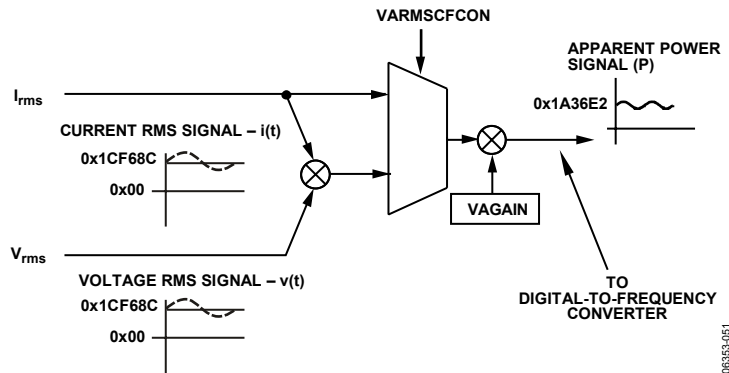 VARMSCFCON
APPARENT POWER
SIGNAL (P)
0x1A36E2
Irms
CURRENT RMS SIGNAL – i(t)
0x1CF68C
0x00
VAGAIN
Vrms
VOLTAGE RMS SIGNAL – v(t)
0x1CF68C
0x00
TO
DIGITAL-TO-FREQUENCY
CONVERTER
06353-051